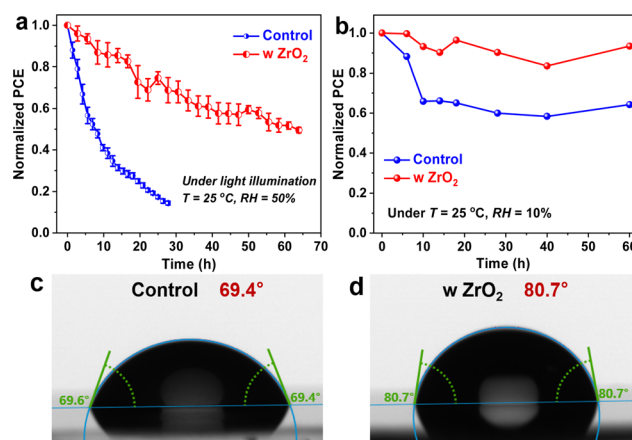 a
Normalized PCE
1.0
0.8
0.6
0.4
0.2
0.0
Control
w ZrO₂
Under light illumination
T = 25 °C, RH = 50%
0 10 20 30 40 50 60 70
Time (h)
b
Normalized PCE
1.0
0.8
0.6
0.4
0.2
0.0
Control
w ZrO₂
Under T = 25 °C, RH = 10%
0 10 20 30 40 50 60
Time (h)
c
Control 69.4°
69.6°
69.4°
d
w ZrO₂ 80.7°
80.7°
80.7°